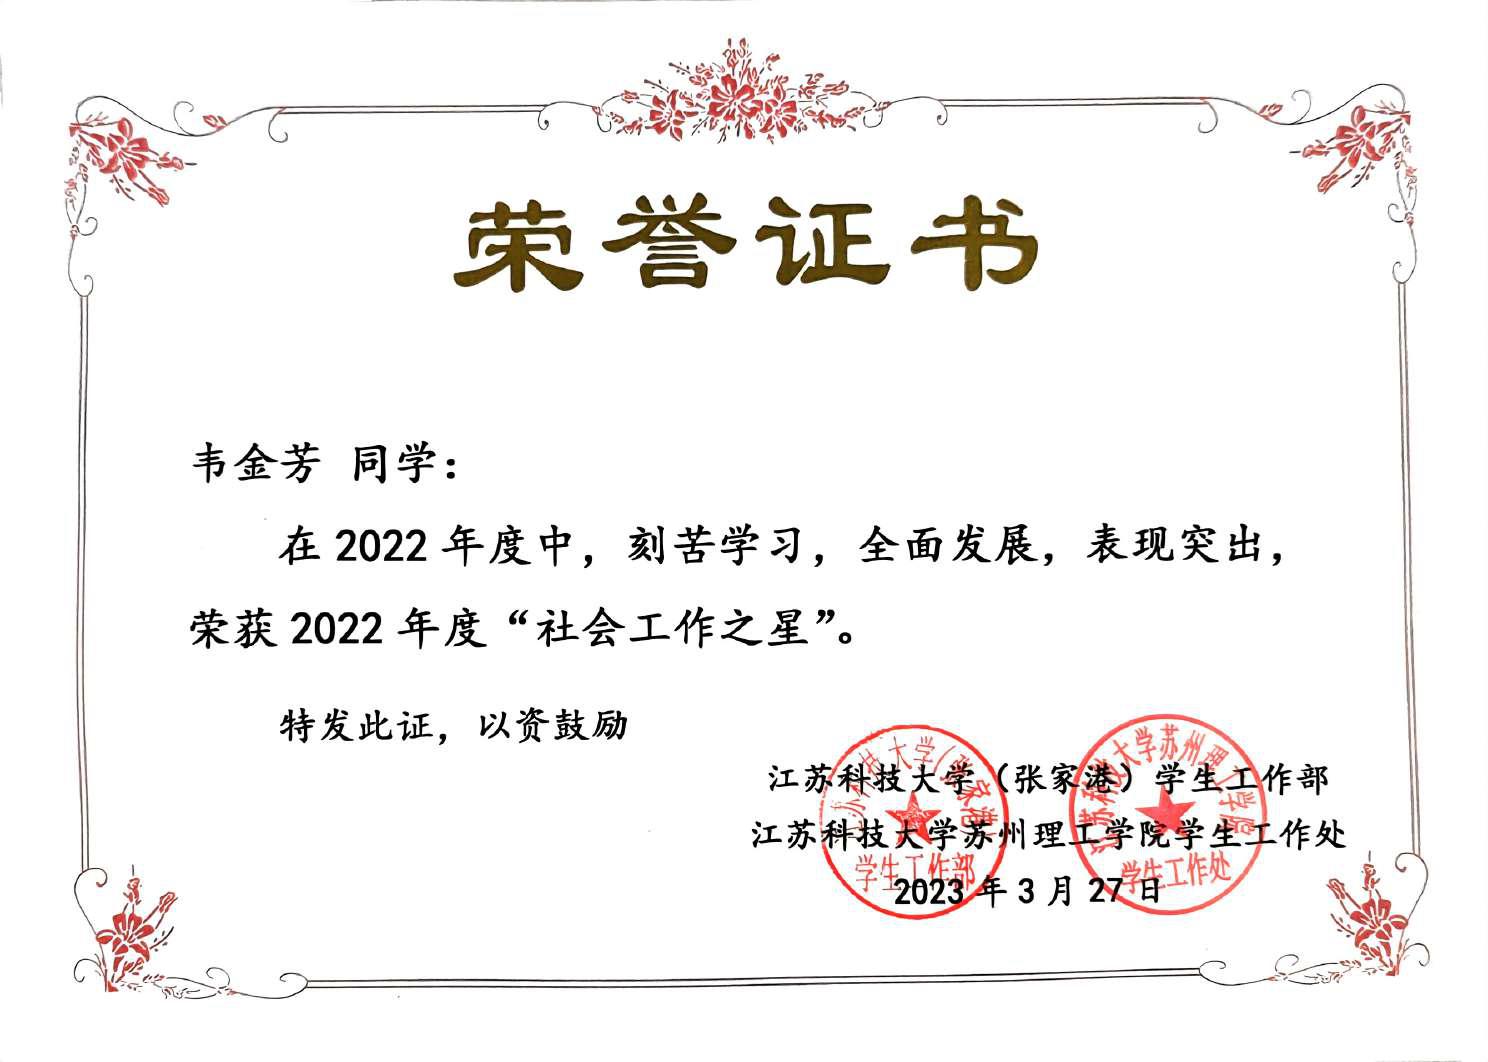 荣誉证书
韦金芳 同学：
在 2022 年度中，刻苦学习，全面发展，表现突出，
荣获 2022 年度“社会工作之星”。
特发此证，以资鼓励
江苏科技大学（张家港）学生工作部
江苏科技大学苏州理工学院学生工作处
2023 年 3 月 27 日
江苏科技大学(张家港)
学生工作部
江苏科技大学苏州理工学院
学生工作处